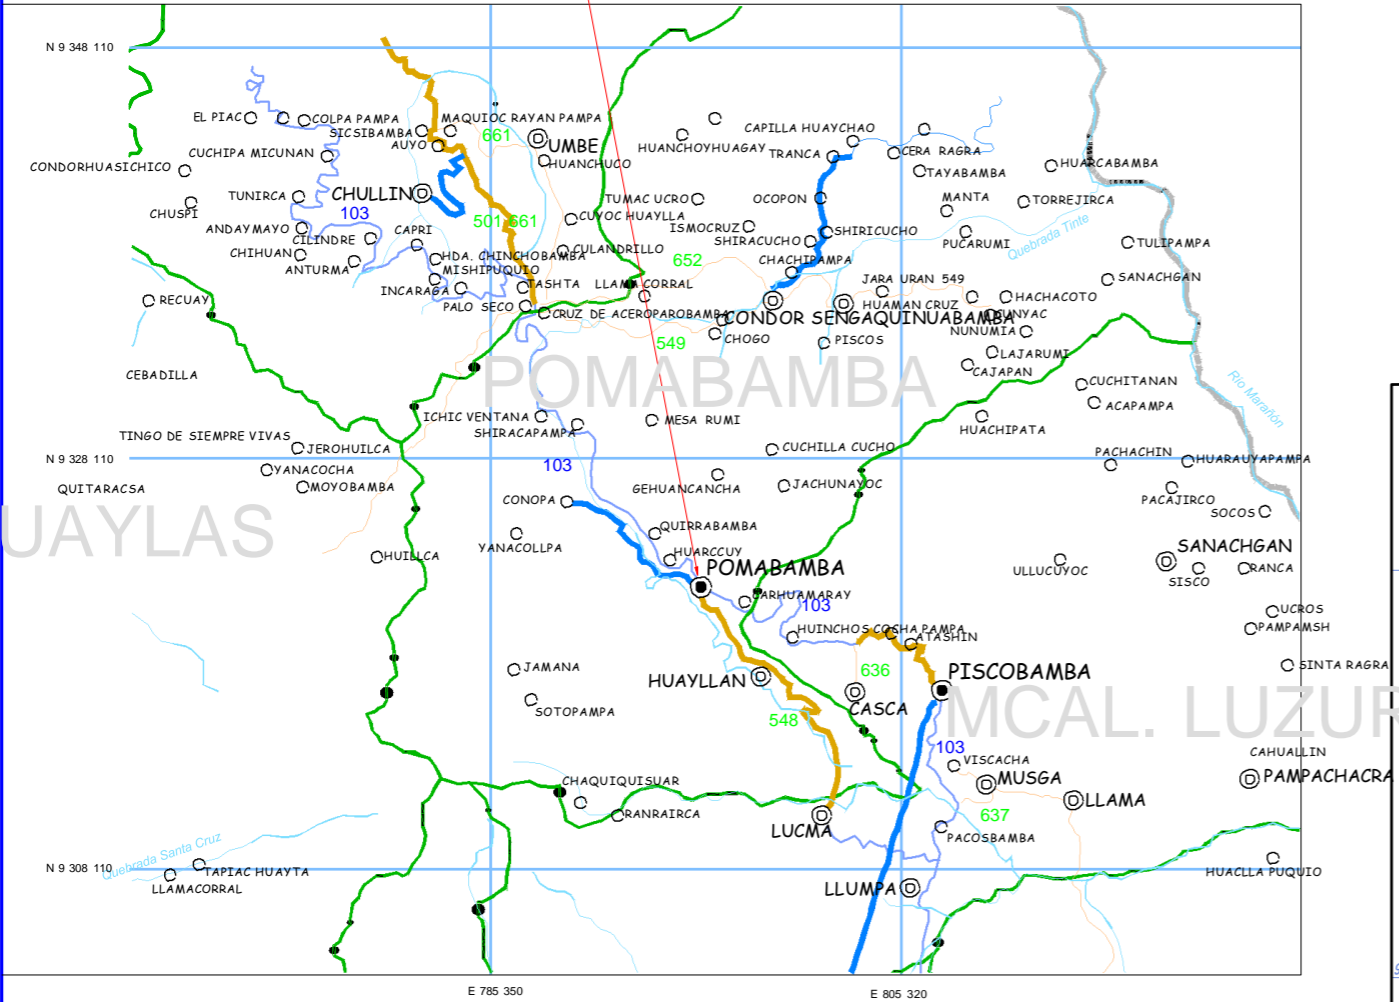 N 9 348 110
EL PIAC
COLPA PAMPA
MAQUIOC RAYAN PAMPA
SICSIBAMBA
661
UMBE
AUYO
HUANCHOYHUAGAY
CAPILLA HUAYCHAO
CUCHIPA MICUNAN
TRANCA
CERA RAGRA
CONDORHUASICHICO
HUANCHUCO
HUARCABAMBA
TAYABAMBA
TUNIRCA
CHULLIN
TUMAC UCRO
OCOPON
MANTA
TORREJIRCA
CHUSPI
103
501 661
CUYOC HUAYLLA
ANDAYMAYO
ISMOCRUZ
SHIRICUCHO
Quebrada Tinte
CILINDRE
CAPRI
SHIRACUCHO
PUCARUMI
TULIPAMPA
CHIHUAN
CULANDRILLO
HDA. CHINCHOBAMBA
652
CHACHIPAMPA
ANTURMA
MISHIPUQUIO
JARA URAN 549
SANACHGAN
INCARAGA
TASHTA
LLAMA CORRAL
RECUAY
PALO SECO
HUAMAN CRUZ
HACHACOTO
CRUZ DE ACEROPAROBAMBA
CONDOR SENGAQUINUABAMBA
SUNYAC
549
CHOGO
PISCOS
NUNUMIA
LAJARUMI
CEBADILLA
POMABAMBA
CAJAPAN
CUCHITANAN
Río Marañón
ACAPAMPA
ICHIC VENTANA
MESA RUMI
HUACHIPATA
SHIRACAPAMPA
TINGO DE SIEMPRE VIVAS
JEROHUILCA
CUCHILLA CUCHO
PACHACHIN
N 9 328 110
103
HUARAUYAPAMPA
YANACOCHA
QUITARACSA
MOYOBAMBA
GEHUANCANCHA
JACHUNAYOC
PACAJIRCO
CONOPA
SOCOS
UAYLAS
QUIRRABAMBA
YANACOLLPA
HUARCCUY
SANACHGAN
HUILLCA
POMABAMBA
ULLUCUYOC
SISCO
RANCA
CARHUAMARAY
103
UCROS
HUINCHOS COCHA PAMPA
ATASHIN
PAMPAMSH
JAMANA
636
PISCOBAMBA
SINTA RAGRA
HUAYLLAN
SOTOPAMPA
CASCA
MCAL. LUZUR
548
103
CAHUALLIN
VISCACHA
CHAQUIQUISUAR
MUSGA
PAMPACHACRA
LLAMA
RANRAIRCA
LUCMA
637
PACOSBAMBA
Quebrada Santa Cruz
N 9 308 110
TAPIAC HUAYTA
HUACLLA PUQUIO
LLAMACORRAL
LLUMPA
E 785 350
E 805 320